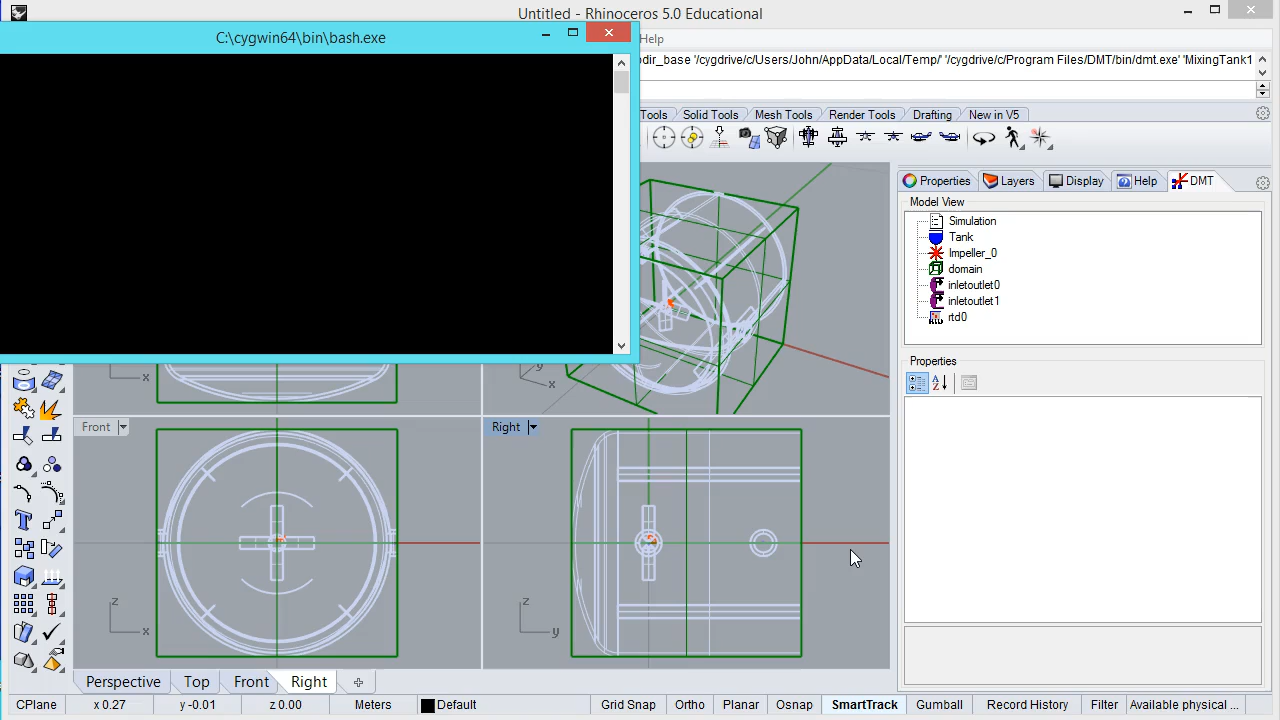 Untitled - Rhinoceros 5.0 Educational
C:\cygwin64\bin\bash.exe
Help
dir_base '/cygdrive/c/Users/John/AppData/Local/Temp/' '/cygdrive/c/Program Files/DMT/bin/dmt.exe' 'MixingTank1
Tools
Solid Tools
Mesh Tools
Render Tools
Drafting
New in V5
Properties
Layers
Display
Help
DMT
Model View
Simulation
Tank
Impeller_0
domain
inletoutlet0
inletoutlet1
rtd0
Properties
x
y
x
Front
Right
z
x
z
y
Perspective
Top
Front
Right
CPlane
x 0.27
y -0.01
z 0.00
Meters
Default
Grid Snap
Ortho
Planar
Osnap
SmartTrack
Gumball
Record History
Filter
Available physical ...